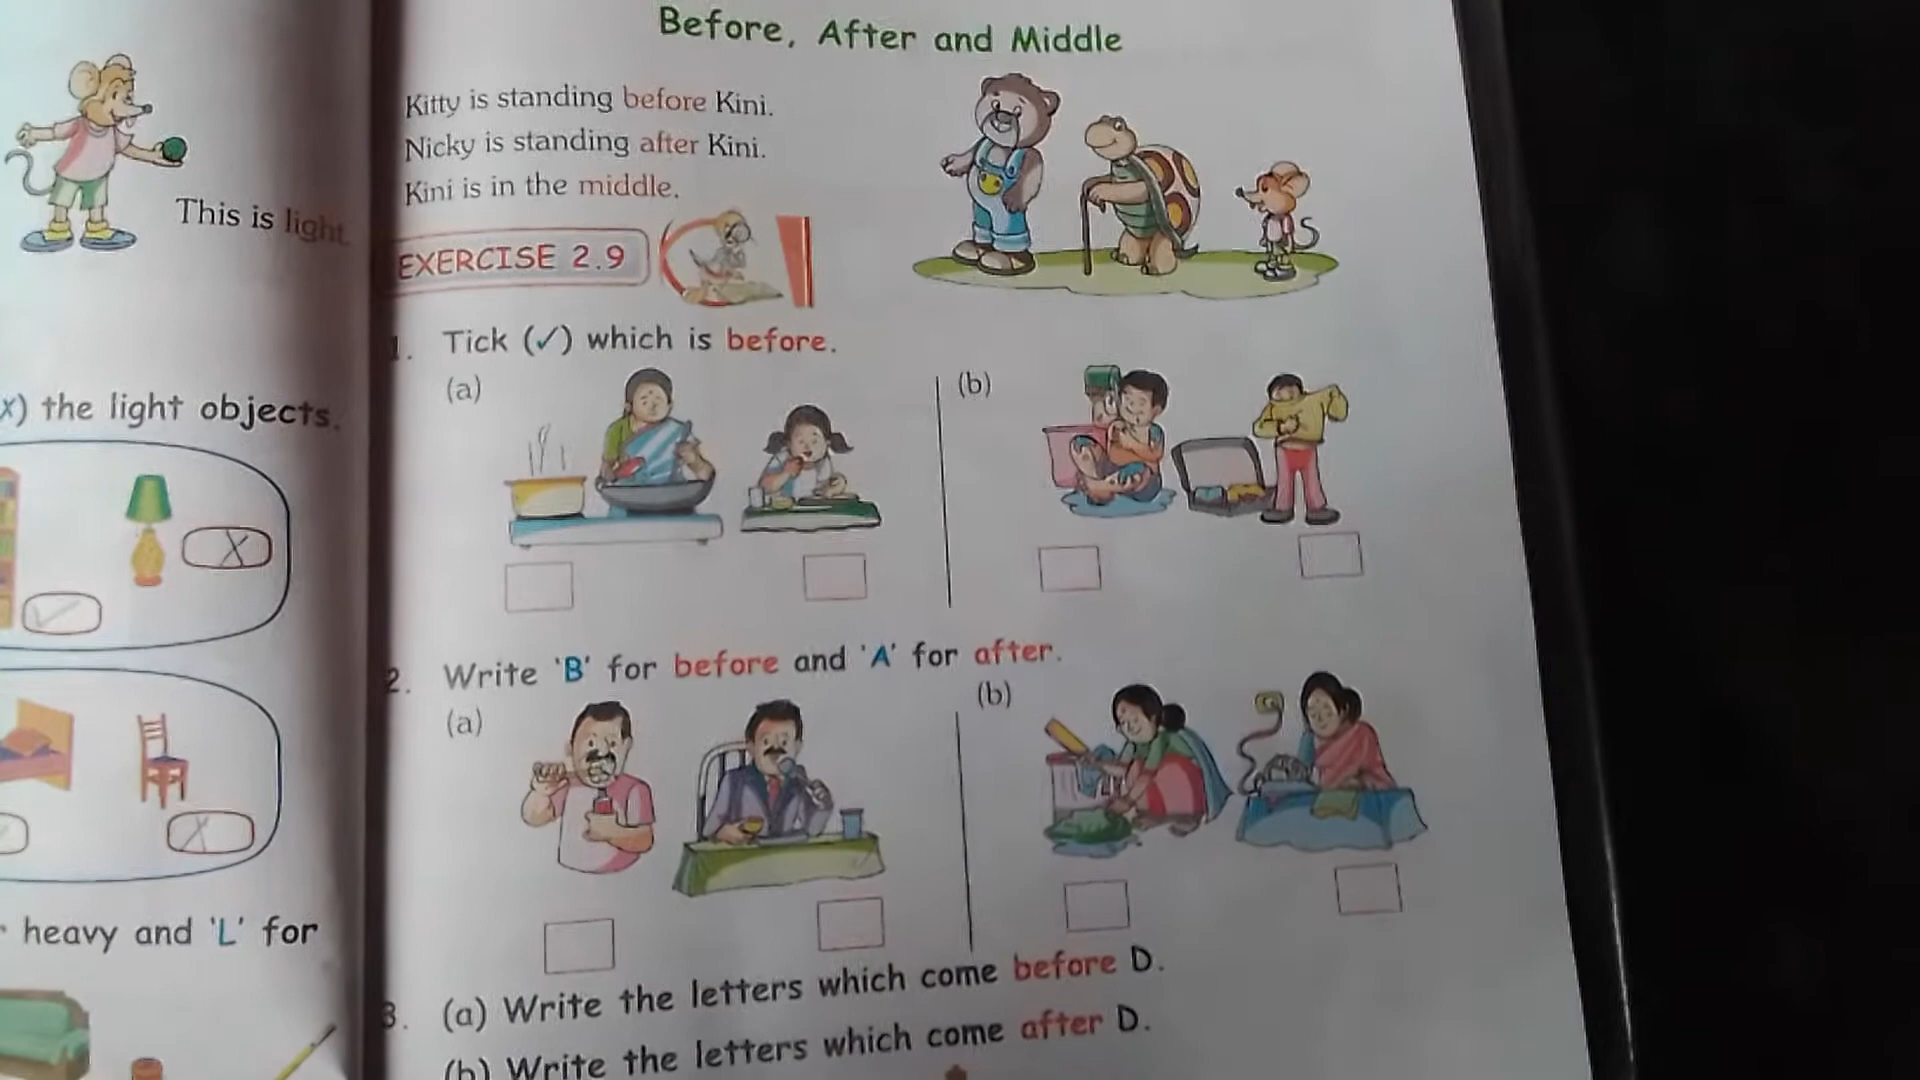 This is light.
x) the light objects.
X
X
heavy and 'L' for
Before, After and Middle
Kitty is standing before Kini.
Nicky is standing after Kini.
Kini is in the middle.
EXERCISE 2.9
1. Tick (✓) which is before.
(a)
(b)
2. Write 'B' for before and 'A' for after.
(a)
(b)
3. (a) Write the letters which come before D.
(b) Write the letters which come after D.